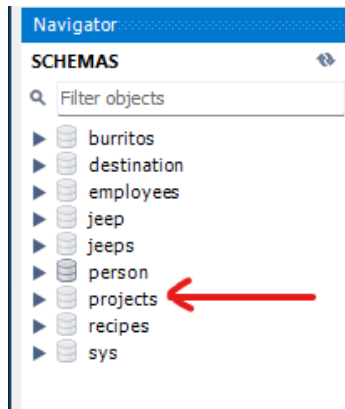 Navigator
SCHEMAS
Filter objects
burritos
destination
employees
jeep
jeeps
person
projects
recipes
sys